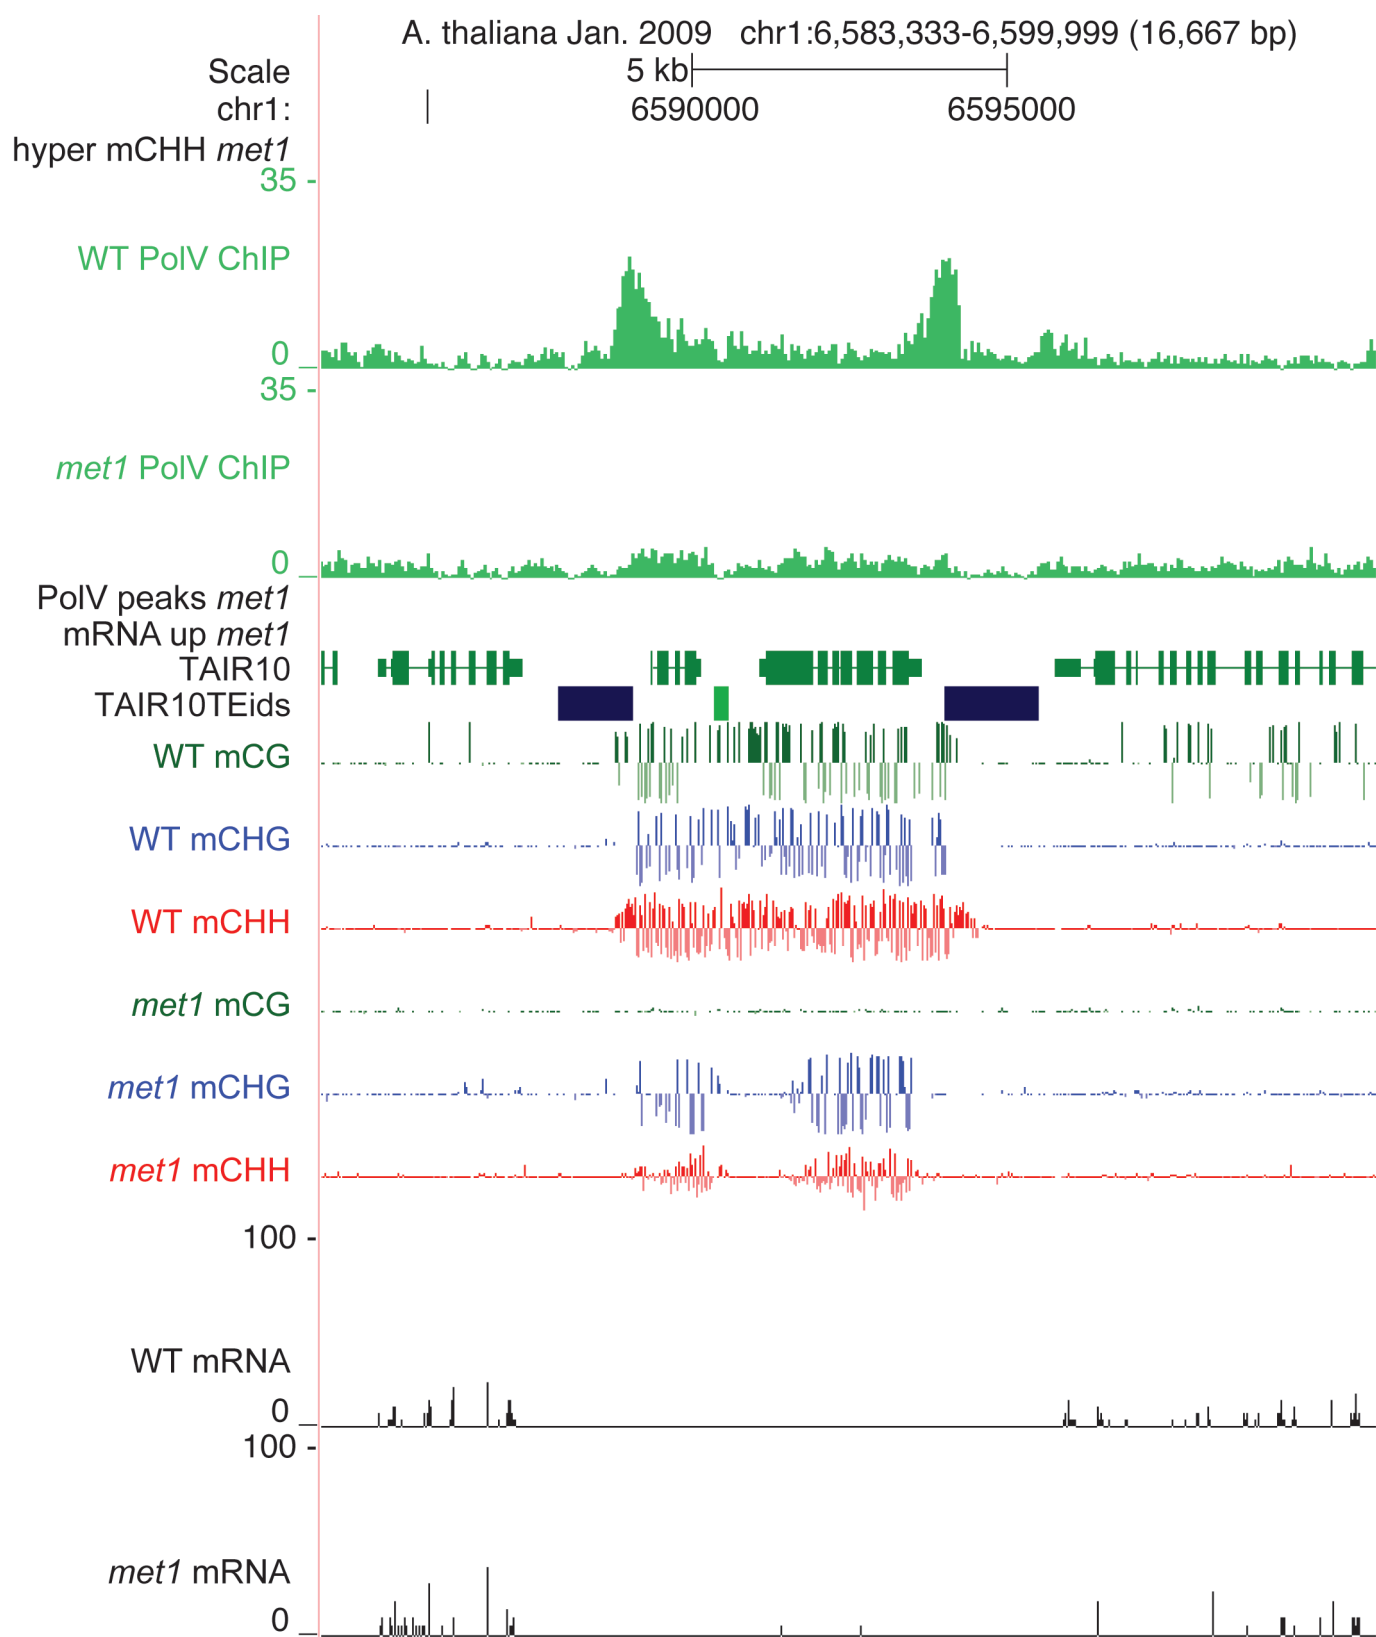 A. thaliana Jan. 2009 chr1:6,583,333-6,599,999 (16,667 bp)
Scale 5 kb
chr1: 6590000 6595000
hyper mCHH met1
35
WT PolV ChIP
0
35
met1 PolV ChIP
0
PolV peaks met1
mRNA up met1
TAIR10
TAIR10TEids
WT mCG
WT mCHG
WT mCHH
met1 mCG
met1 mCHG
met1 mCHH
100
WT mRNA
0
100
met1 mRNA
0